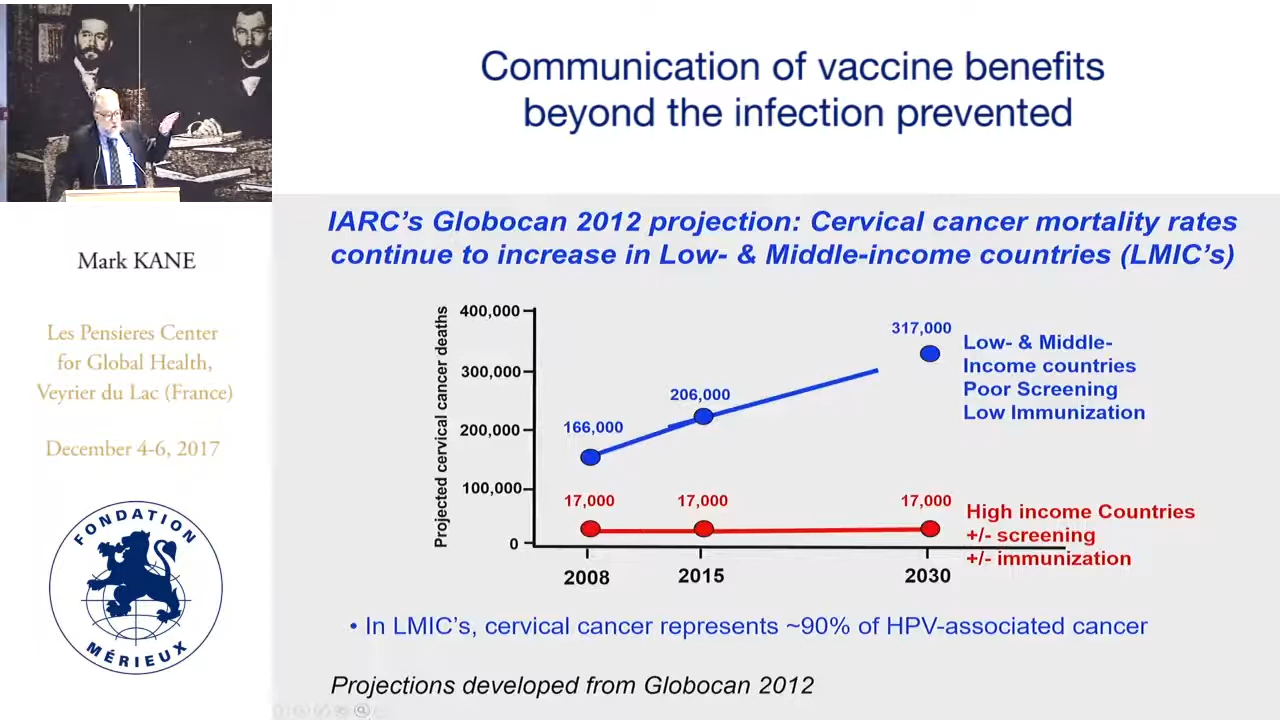 Communication of vaccine benefits
beyond the infection prevented
Mark KANE
Les Pensieres Center
for Global Health,
Veyrier du Lac (France)
December 4-6, 2017
FONDATION
MÉRIEUX
IARC's Globocan 2012 projection: Cervical cancer mortality rates
continue to increase in Low- & Middle-income countries (LMIC's)
Projected cervical cancer deaths
400,000
300,000
200,000
100,000
0
166,000
206,000
317,000
Low- & Middle-
Income countries
Poor Screening
Low Immunization
17,000
17,000
17,000
High income Countries
+/- screening
+/- immunization
2008
2015
2030
• In LMIC's, cervical cancer represents ~90% of HPV-associated cancer
Projections developed from Globocan 2012